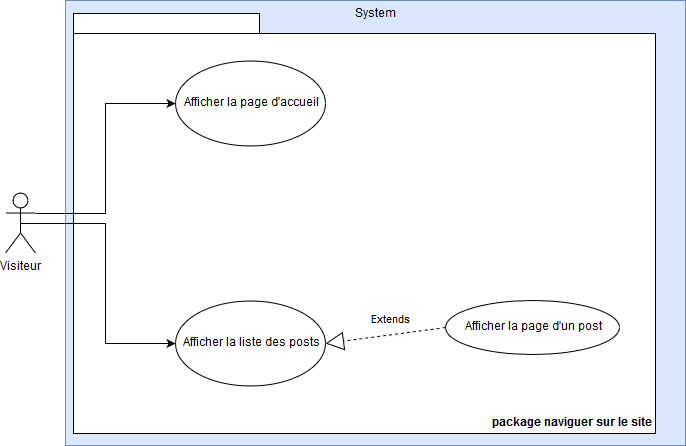 System
Afficher la page d'accueil
Visiteur
Extends
Afficher la page d'un post
Afficher la liste des posts
package naviguer sur le site